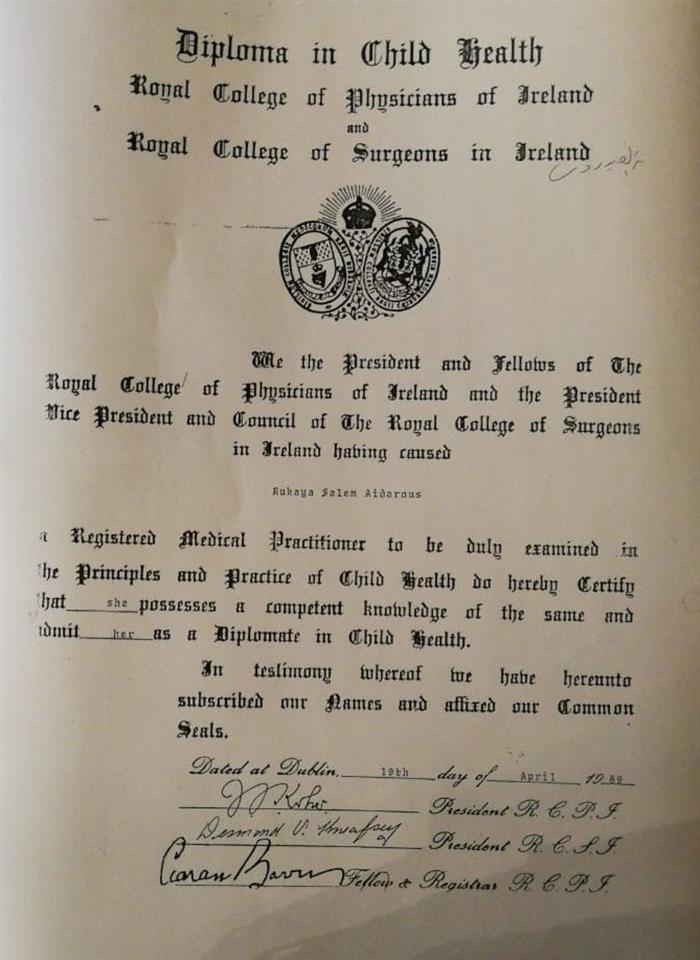 Diploma in Child Health
Royal College of Physicians of Ireland
and
Royal College of Surgeons in Ireland
We the President and Fellows of The
Royal College of Physicians of Ireland and the President
Vice President and Council of The Royal College of Surgeons
in Ireland having caused
Rukaya Salem Aidarous
a Registered Medical Practitioner to be duly examined in
the Principles and Practice of Child Health do hereby Certify
that she possesses a competent knowledge of the same and
admit her as a Diplomate in Child Health.
In testimony whereof we have hereunto
subscribed our Names and affixed our Common
Seals.
Dated at Dublin, 19th day of April 1989
President R.C.P.I.
Desmond President R.C.S.I
Ciaran Fellow & Registrar R.C.P.I.